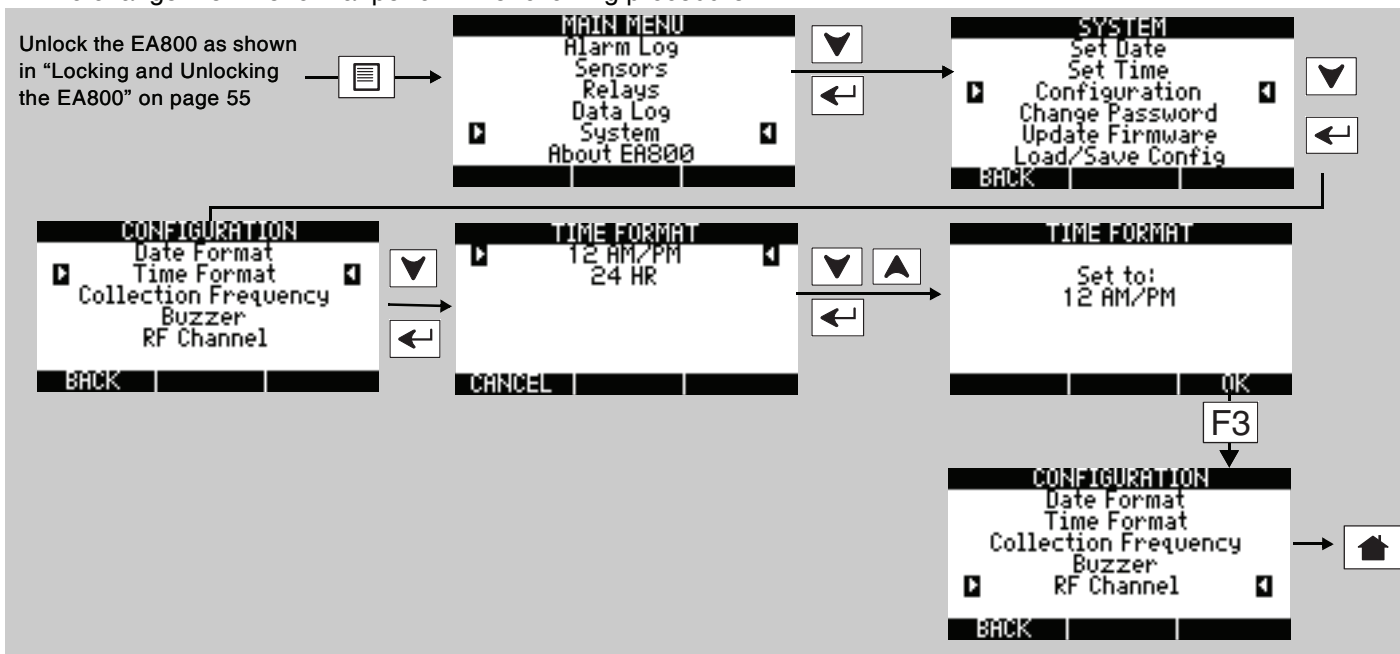 Unlock the EA800 as shown
in “Locking and Unlocking
the EA800” on page 55
MAIN MENU
Alarm Log
Sensors
Relays
Data Log
System
About EA800
SYSTEM
Set Date
Set Time
Configuration
Change Password
Update Firmware
Load/Save Config
BACK
CONFIGURATION
Date Format
Time Format
Collection Frequency
Buzzer
RF Channel
BACK
TIME FORMAT
12 AM/PM
24 HR
CANCEL
TIME FORMAT
Set to:
12 AM/PM
OK
F3
CONFIGURATION
Date Format
Time Format
Collection Frequency
Buzzer
RF Channel
BACK